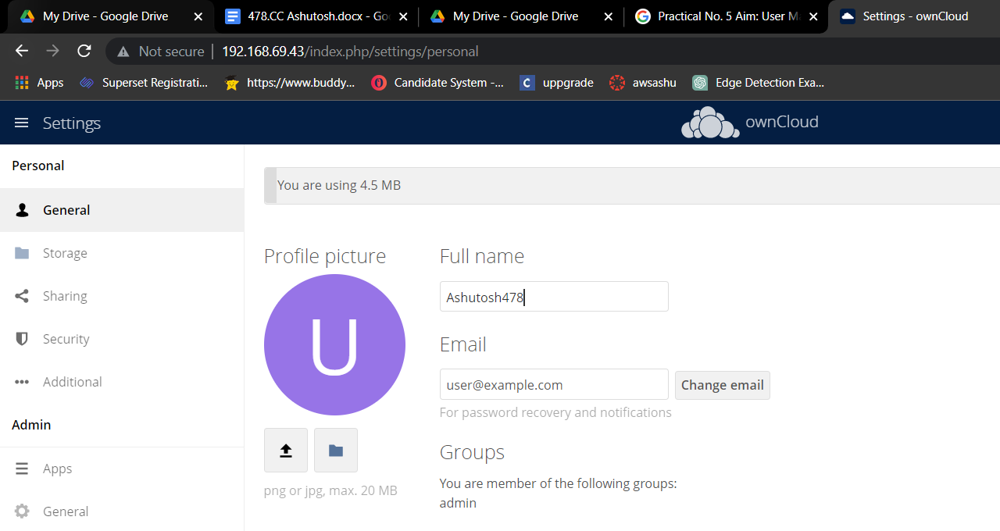 My Drive - Google Drive
478.CC Ashutosh.docx - Go
My Drive - Google Drive
Practical No. 5 Aim: User M
Settings - ownCloud
Not secure | 192.168.69.43/index.php/settings/personal
Apps
Superset Registrati...
https://www.buddy...
Candidate System -...
C uppgrade
awsashu
Edge Detection Exa...
Settings
ownCloud
Personal
General
Storage
Sharing
Security
Additional
Admin
Apps
General
You are using 4.5 MB
Profile picture
U
png or jpg, max. 20 MB
Full name
Ashutosh478
Email
user@example.com
Change email
For password recovery and notifications
Groups
You are member of the following groups:
admin